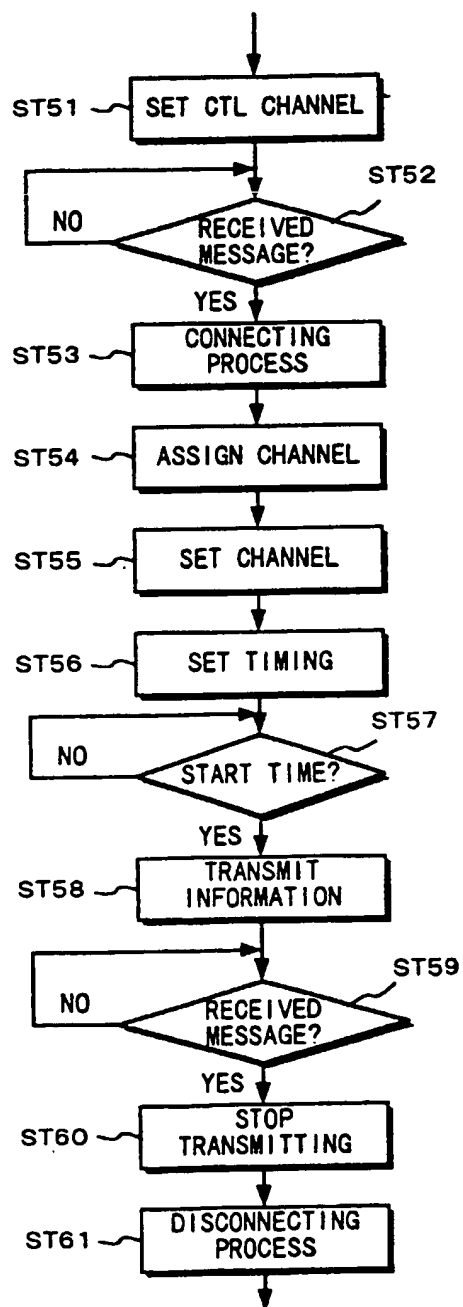 ST51
SET CTL CHANNEL
ST52
NO
RECEIVED
MESSAGE?
YES
ST53
CONNECTING
PROCESS
ST54
ASSIGN CHANNEL
ST55
SET CHANNEL
ST56
SET TIMING
ST57
NO
START TIME?
YES
ST58
TRANSMIT
INFORMATION
ST59
NO
RECEIVED
MESSAGE?
YES
ST60
STOP
TRANSMITTING
ST61
DISCONNECTING
PROCESS